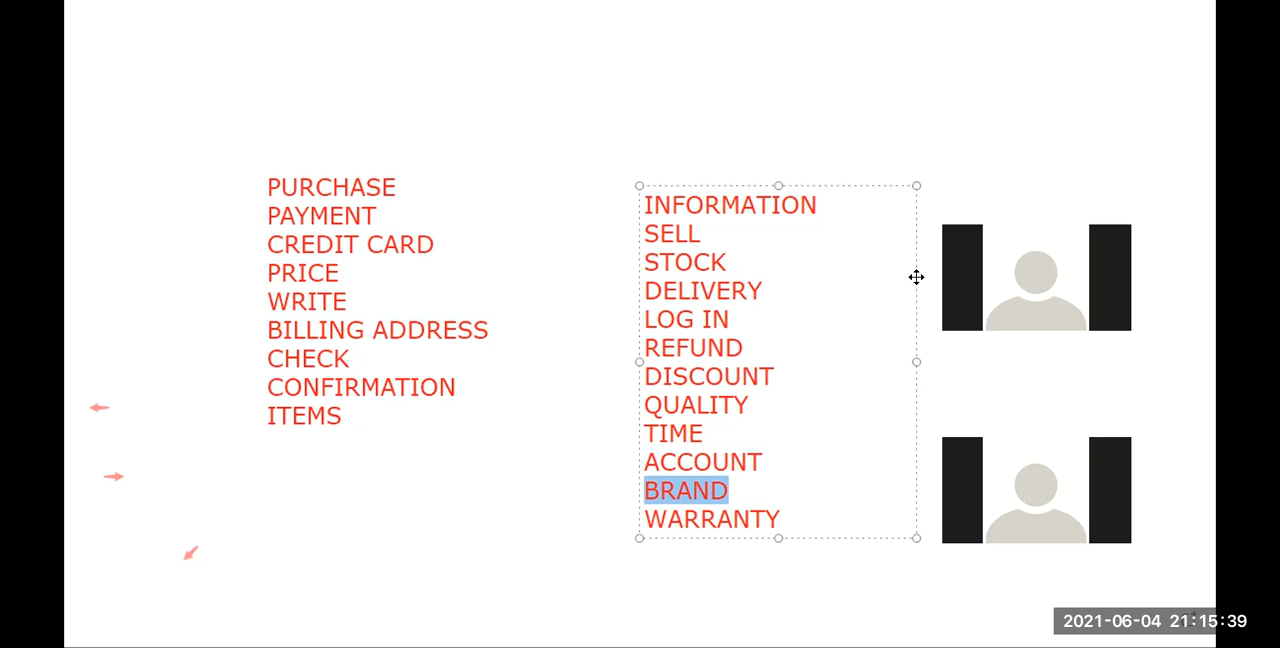 PURCHASE
PAYMENT
CREDIT CARD
PRICE
WRITE
BILLING ADDRESS
CHECK
CONFIRMATION
ITEMS
INFORMATION
SELL
STOCK
DELIVERY
LOG IN
REFUND
DISCOUNT
QUALITY
TIME
ACCOUNT
BRAND
WARRANTY
2021-06-04 21:15:39